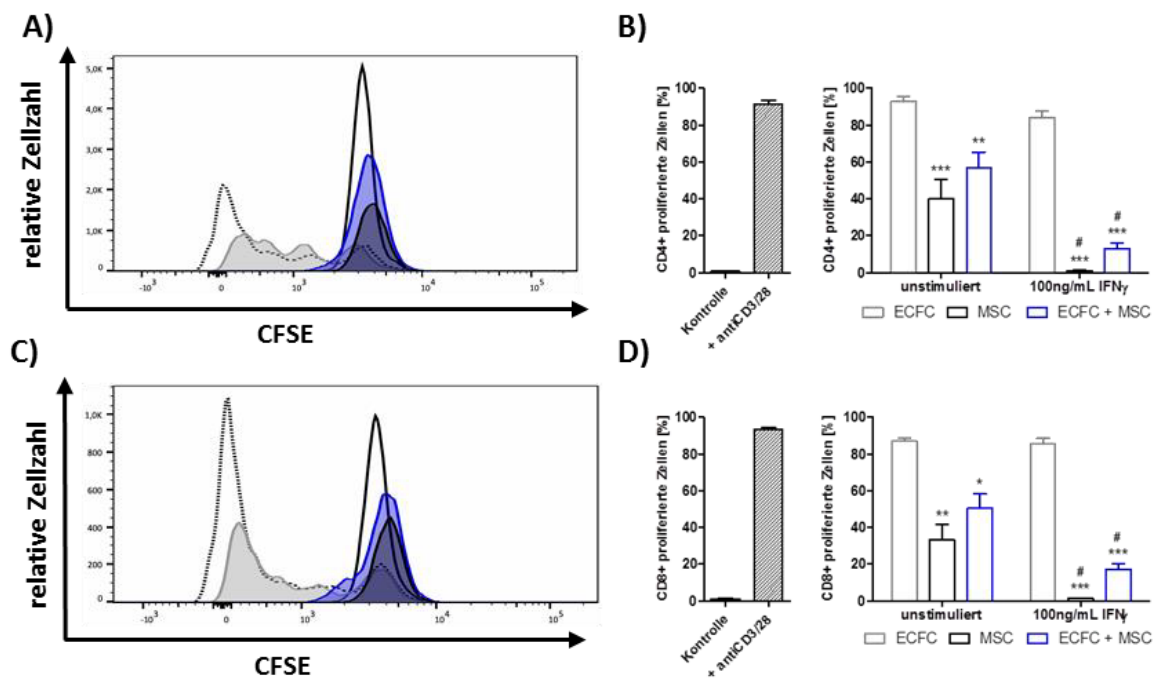 A)
relative Zellzahl
5,0K
4,0K
3,0K
2,0K
1,0K
0
-10³ 0 10³ 10⁴ 10⁵
CFSE
B)
CD4+ proliferierte Zellen [%]
100
80
60
40
20
0
Kontrolle
+ antiCD3/28
CD4+ proliferierte Zellen [%]
100
80
60
40
20
0
*** ** # *** # ***
unstimuliert 100ng/mL IFNγ
ECFC MSC ECFC + MSC
C)
relative Zellzahl
1,0K
800
600
400
200
0
-10³ 0 10³ 10⁴ 10⁵
CFSE
D)
CD8+ proliferierte Zellen [%]
100
80
60
40
20
0
Kontrolle
+ antiCD3/28
CD8+ proliferierte Zellen [%]
100
80
60
40
20
0
** * # *** # ***
unstimuliert 100ng/mL IFNγ
ECFC MSC ECFC + MSC